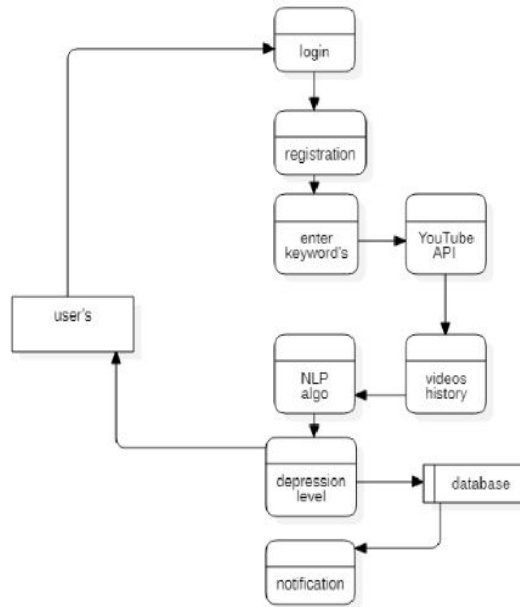 login
registration
enter
keyword's
YouTube
API
user's
NLP
algo
videos
history
depression
level
database
notification